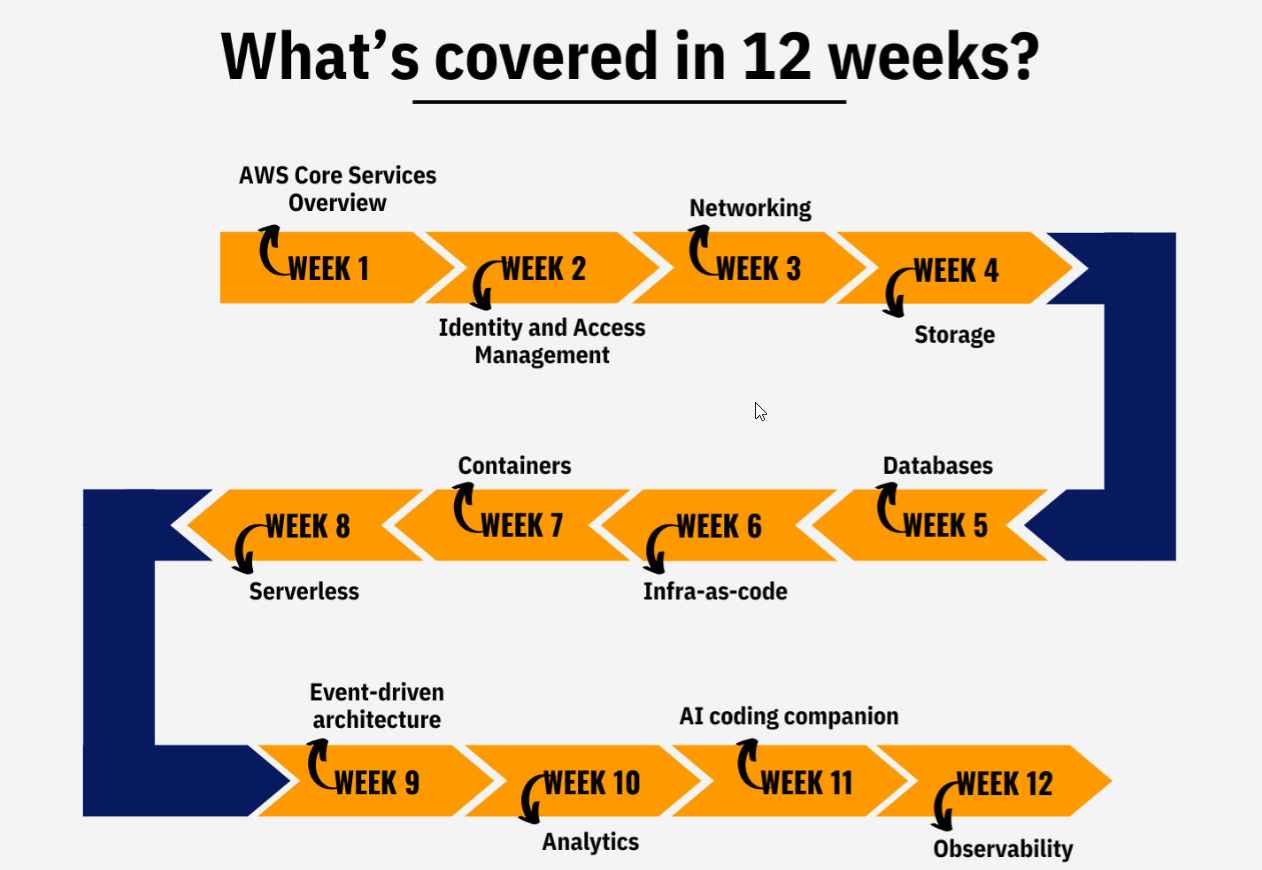 What's covered in 12 weeks?
AWS Core Services
Overview
WEEK 1
WEEK 2
Identity and Access
Management
Networking
WEEK 3
WEEK 4
Storage
Databases
WEEK 5
WEEK 6
Infra-as-code
Containers
WEEK 7
WEEK 8
Serverless
Event-driven
architecture
WEEK 9
WEEK 10
Analytics
AI coding companion
WEEK 11
WEEK 12
Observability